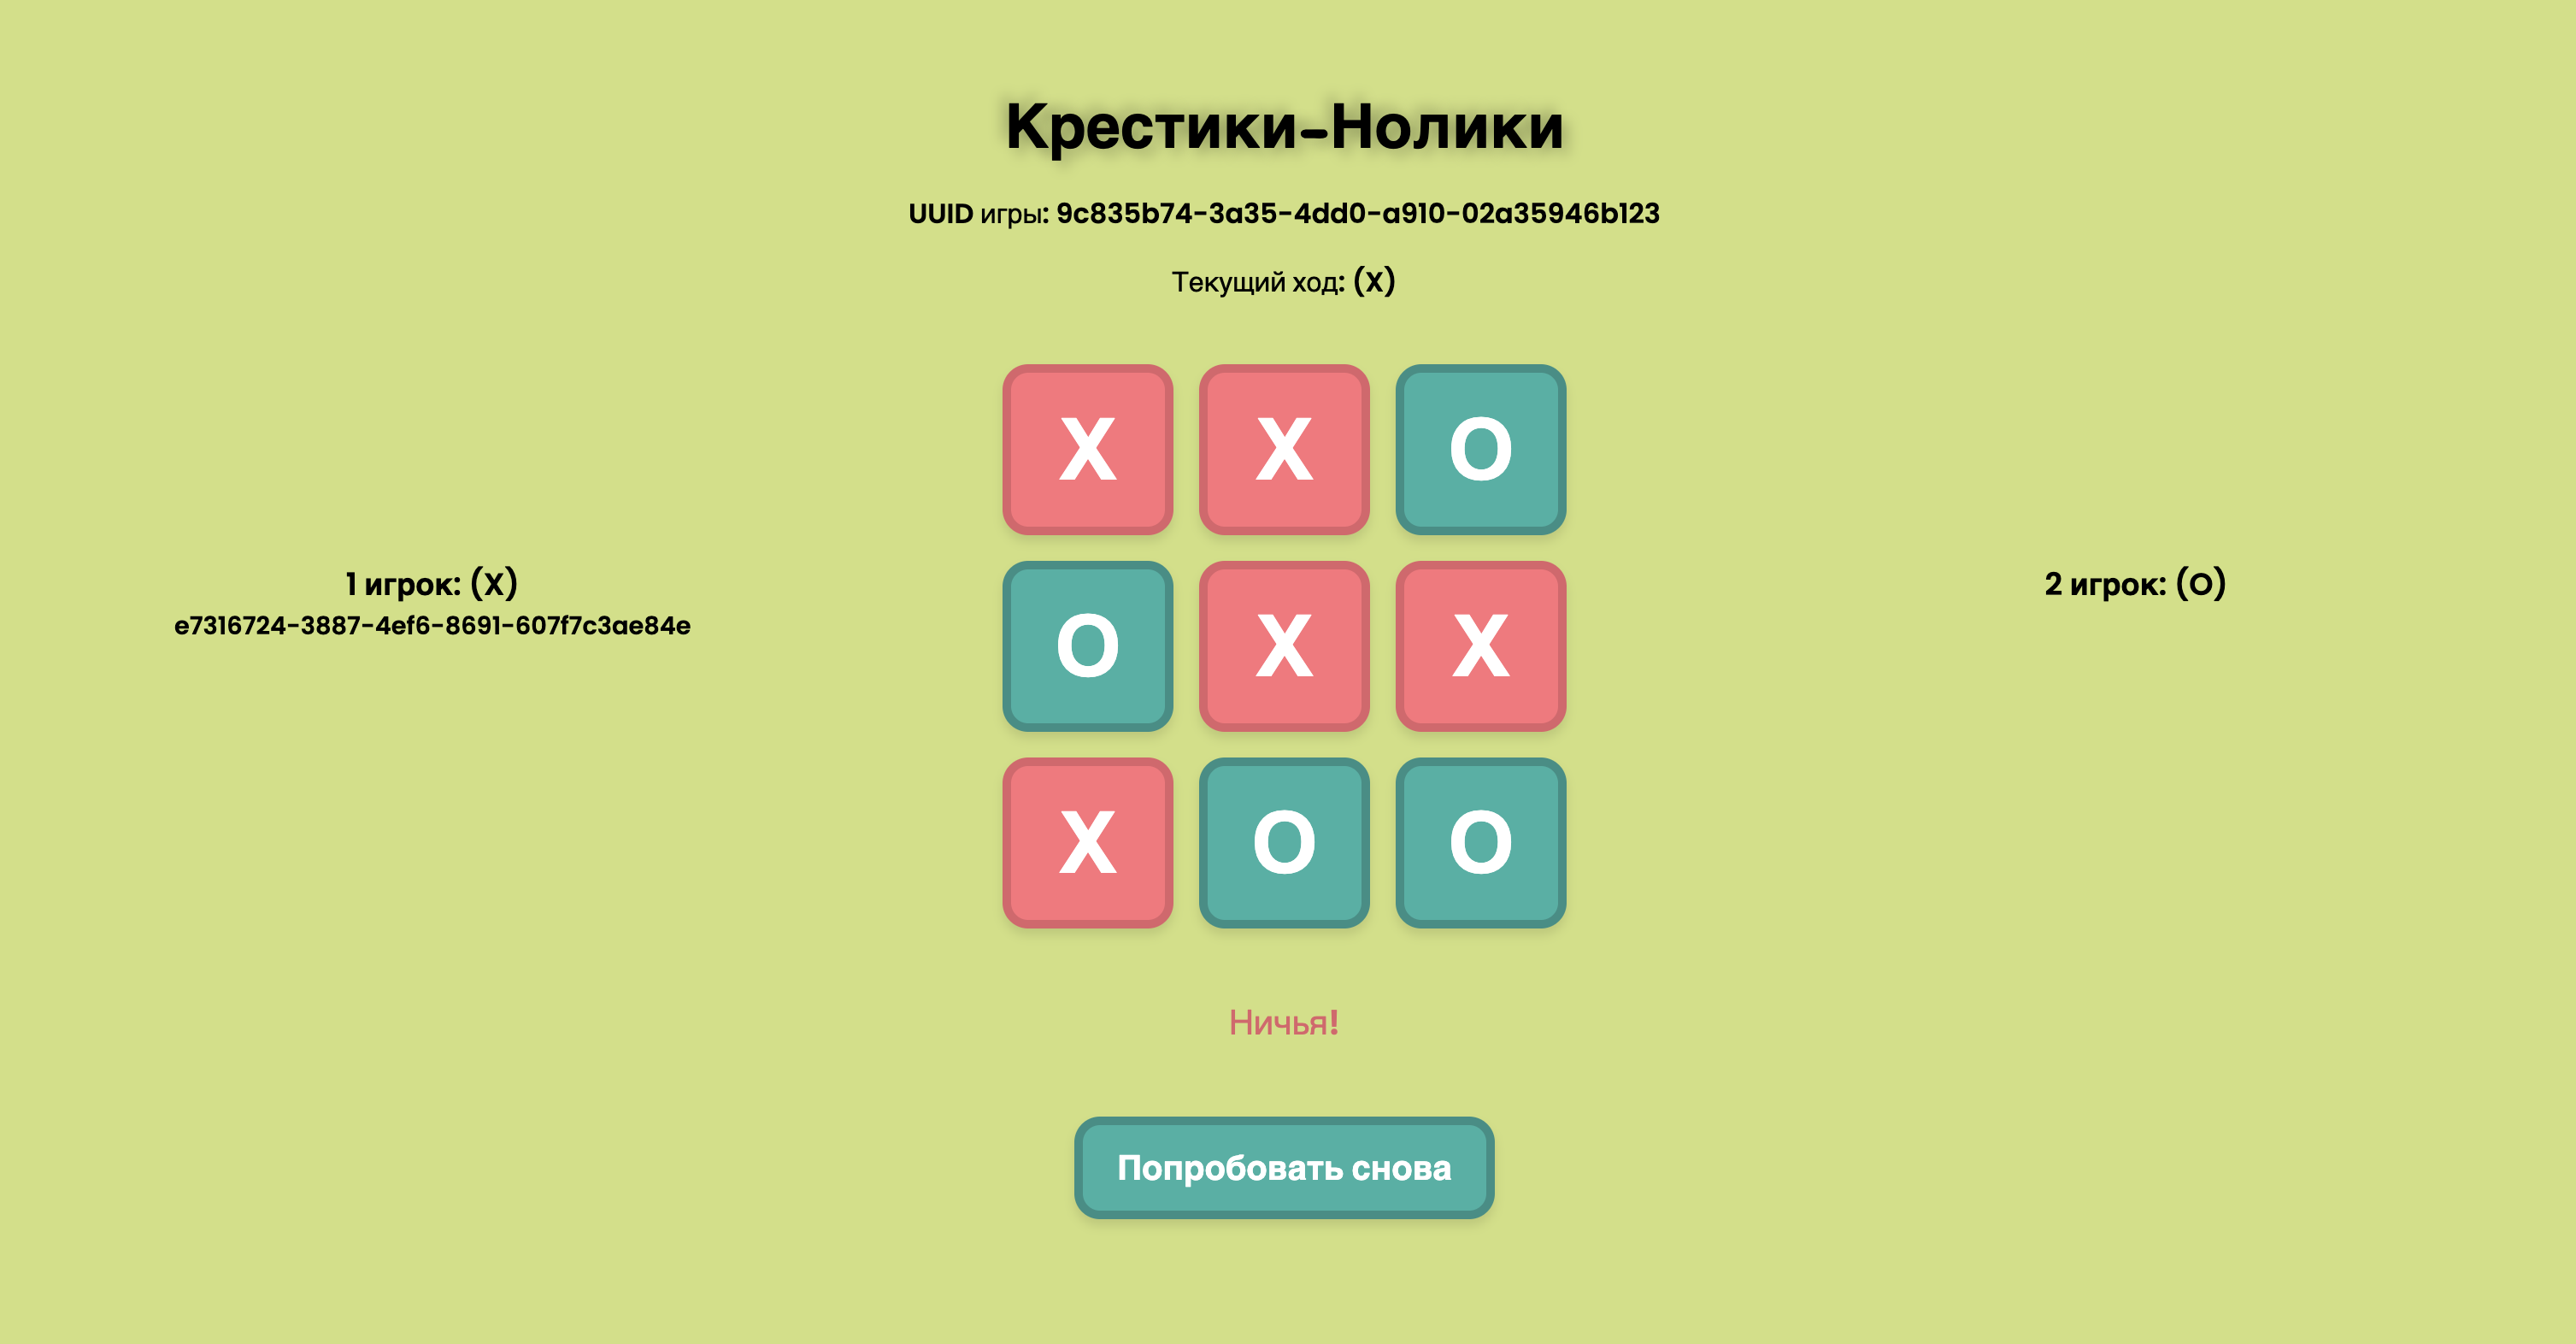 Крестики-Нолики
UUID игры: 9c835b74-3a35-4dd0-a910-02a35946b123
Текущий ход: (X)
X X O
1 игрок: (X)
e7316724-3887-4ef6-8691-607f7c3ae84e
O X X
2 игрок: (O)
X O O
Ничья!
Попробовать снова